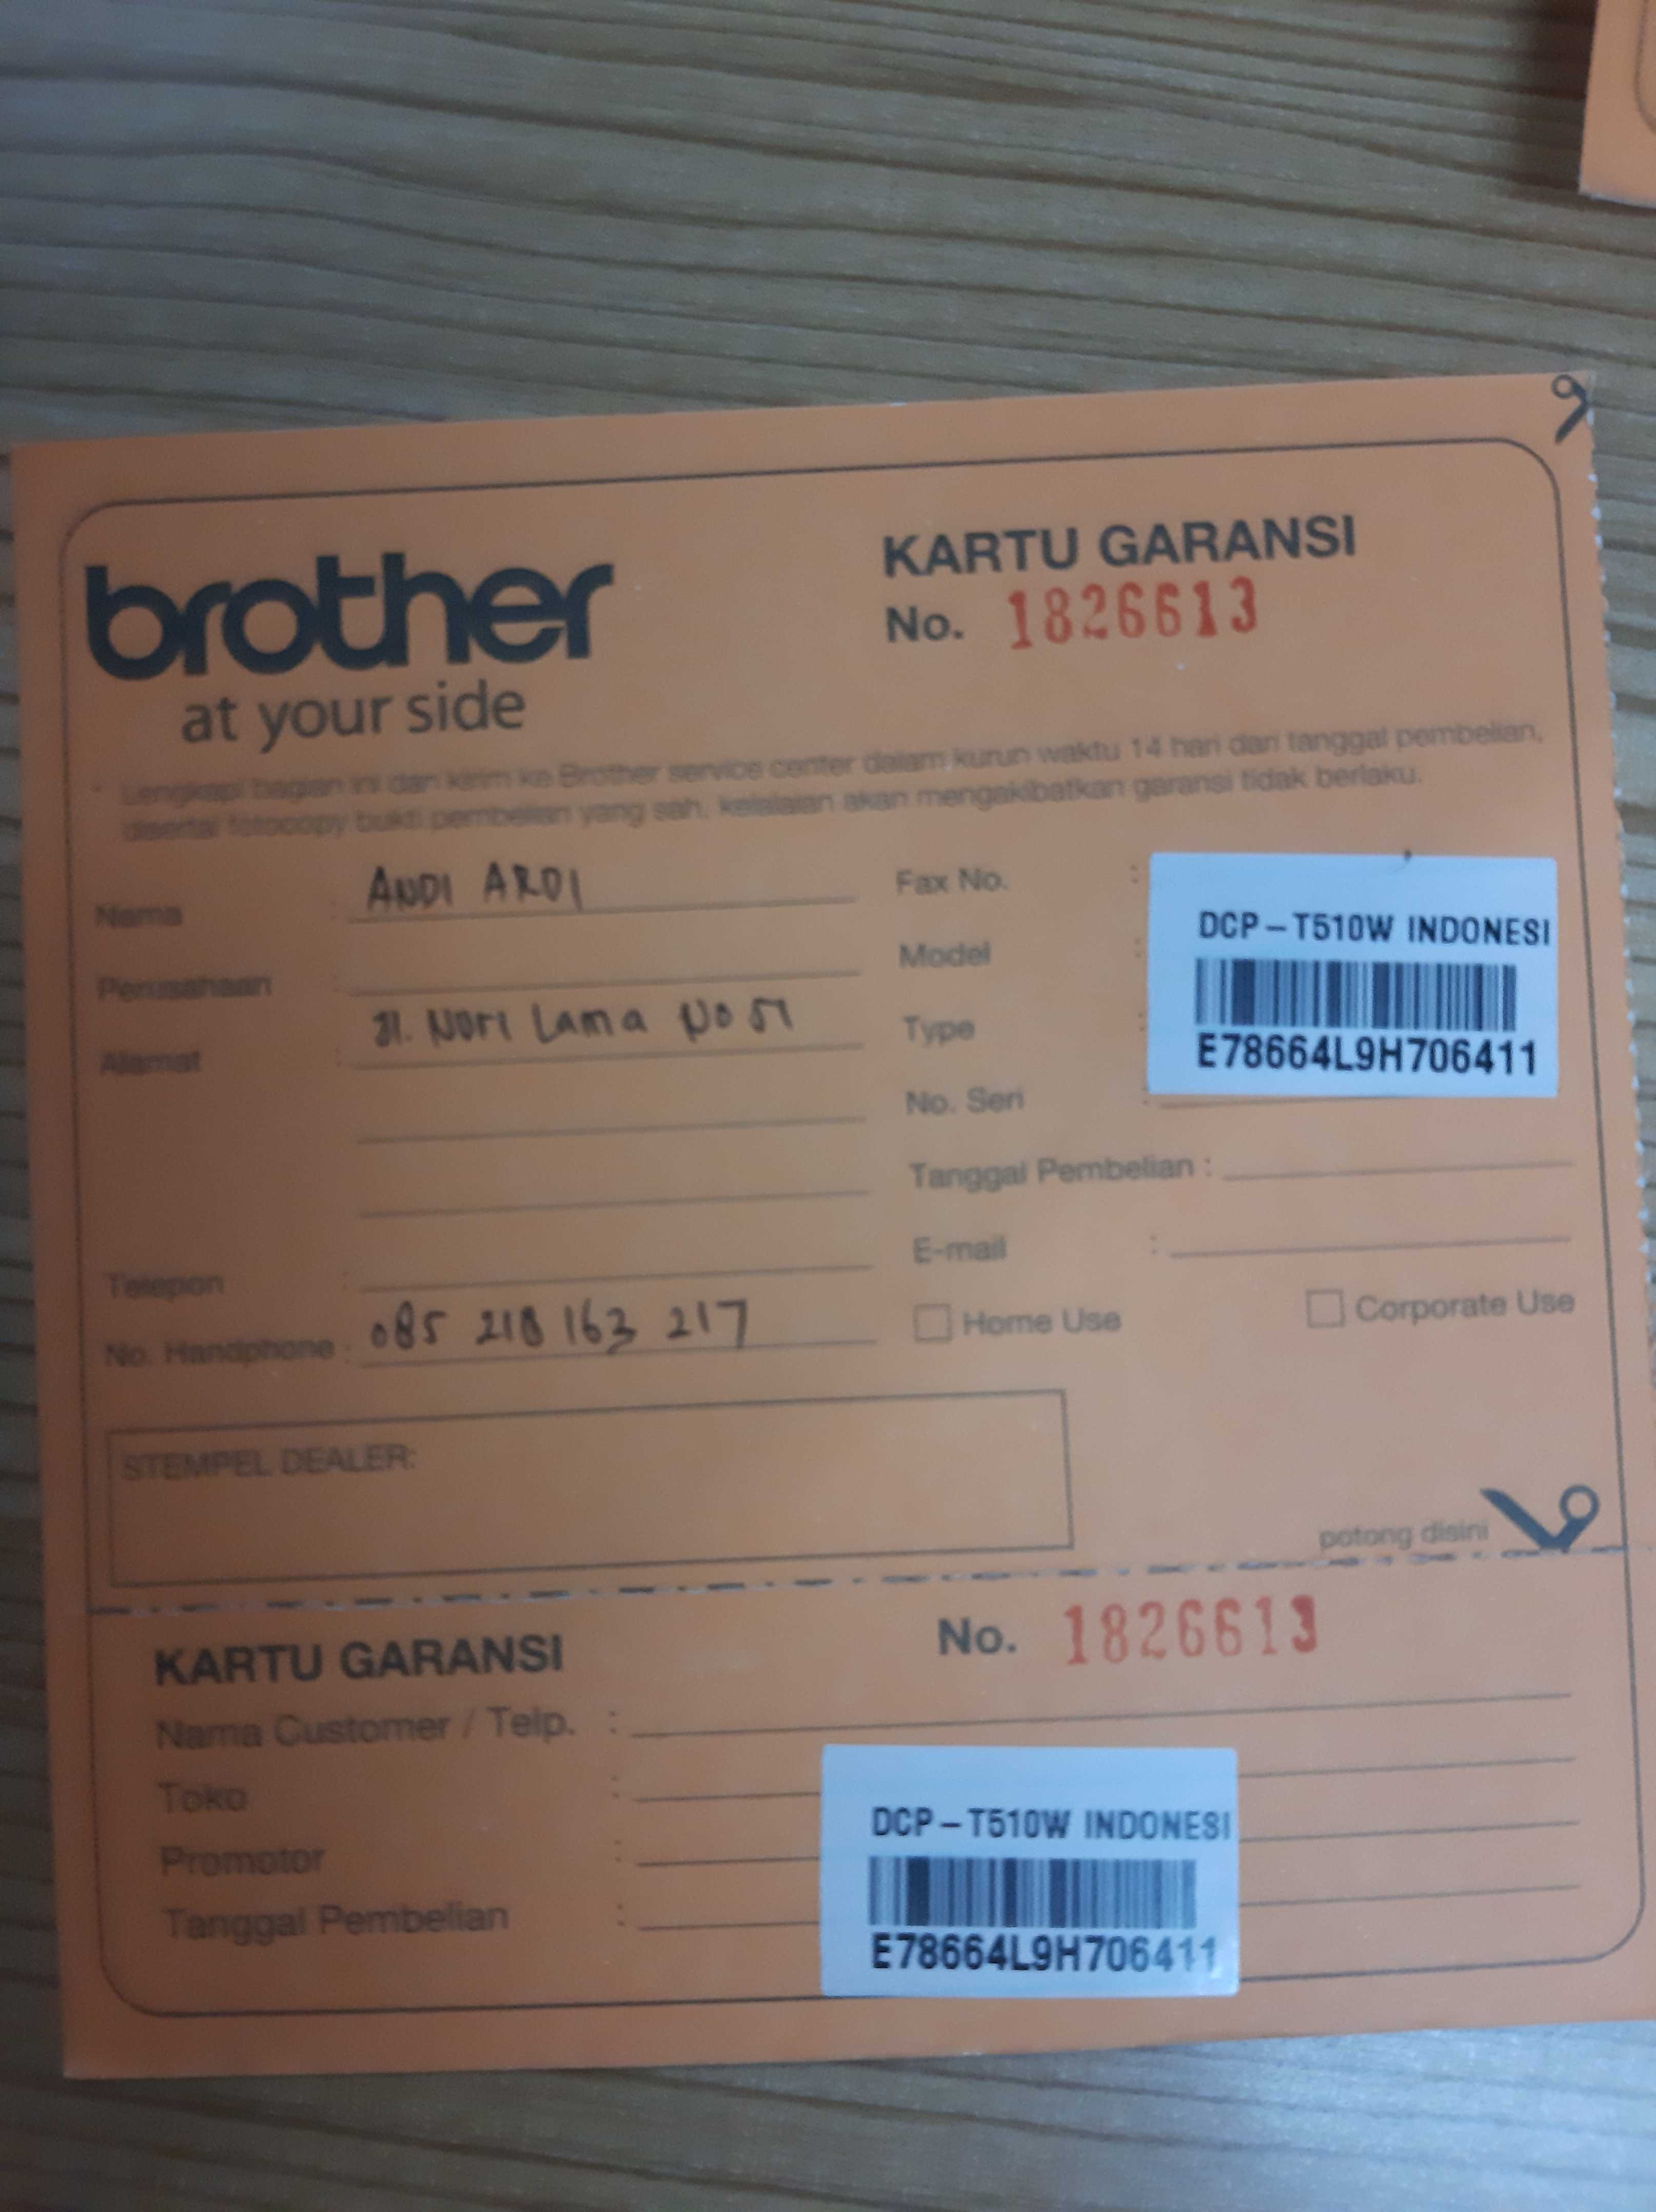 brother
at your side
KARTU GARANSI
No. 1826613
* Lengkapi bagian ini dan kirim ke Brother service center dalam kurun waktu 14 hari dari tanggal pembelian,
disertai fotocopy bukti pembelian yang sah, kelalaian akan mengakibatkan garansi tidak berlaku.
Nama : ANDI ARDI
Perusahaan
Alamat : Jl. Nori Lama No 51
Telepon :
No. Handphone : 085 218 163 217
Fax No. :
Model :
Type :
No. Seri :
DCP-T510W INDONESI
E78664L9H706411
Tanggal Pembelian :
E-mail :
Home Use
Corporate Use
STEMPEL DEALER:
potong disini
KARTU GARANSI
No. 1826613
Nama Customer / Telp. :
Toko :
Promotor :
Tanggal Pembelian :
DCP-T510W INDONESI
E78664L9H706411